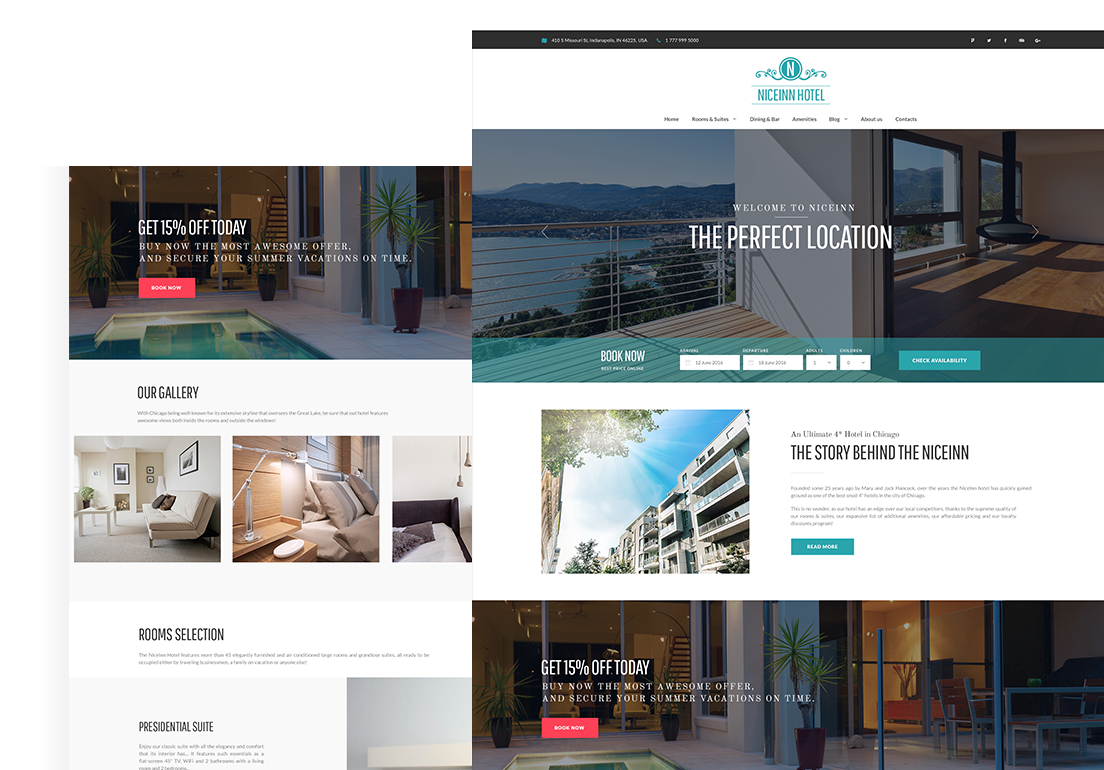 410 S Missouri St, Indianapolis, IN 46225, USA
1 777 999 5000
N
NICEINN HOTEL
Home
Rooms & Suites
Dining & Bar
Amenities
Blog
About us
Contacts
WELCOME TO NICEINN
THE PERFECT LOCATION
BOOK NOW
BEST PRICE ONLINE
ARRIVAL
12 June 2016
DEPARTURE
18 June 2016
ADULTS
1
CHILDREN
0
CHECK AVAILABILITY
An Ultimate 4* Hotel in Chicago
THE STORY BEHIND THE NICEINN
Founded some 25 years ago by Mary and Jack Hancock, over the years the NiceInn hotel has quickly gained
ground as one of the best small 4* hotels in the city of Chicago.
This is no wonder, as our hotel has an edge over our local competitors, thanks to the supreme quality of
our rooms & suites, our expansive list of additional amenities, our affordable pricing and our loyalty
discounts program!
READ MORE
GET 15% OFF TODAY
BUY NOW THE MOST AWESOME OFFER,
AND SECURE YOUR SUMMER VACATIONS ON TIME.
BOOK NOW
GET 15% OFF TODAY
BUY NOW THE MOST AWESOME OFFER,
AND SECURE YOUR SUMMER VACATIONS ON TIME.
BOOK NOW
OUR GALLERY
With Chicago being well-known for its extensive skyline that oversees the Great Lake, be sure that out hotel features
awesome views both inside the rooms and outside the windows!
ROOMS SELECTION
The NiceInn Hotel features more than 45 elegantly furnished and air conditioned large rooms and grandiose suites, all ready to be
occupied either by traveling businessmen, a family on vacation or anyone else!
PRESIDENTIAL SUITE
Enjoy our classic suite with all the elegancy and comfort
that its interior has... It features such essentials as a
flat-screen 45" TV, WiFi and 2 bathrooms with a living
room and 2 bedrooms...